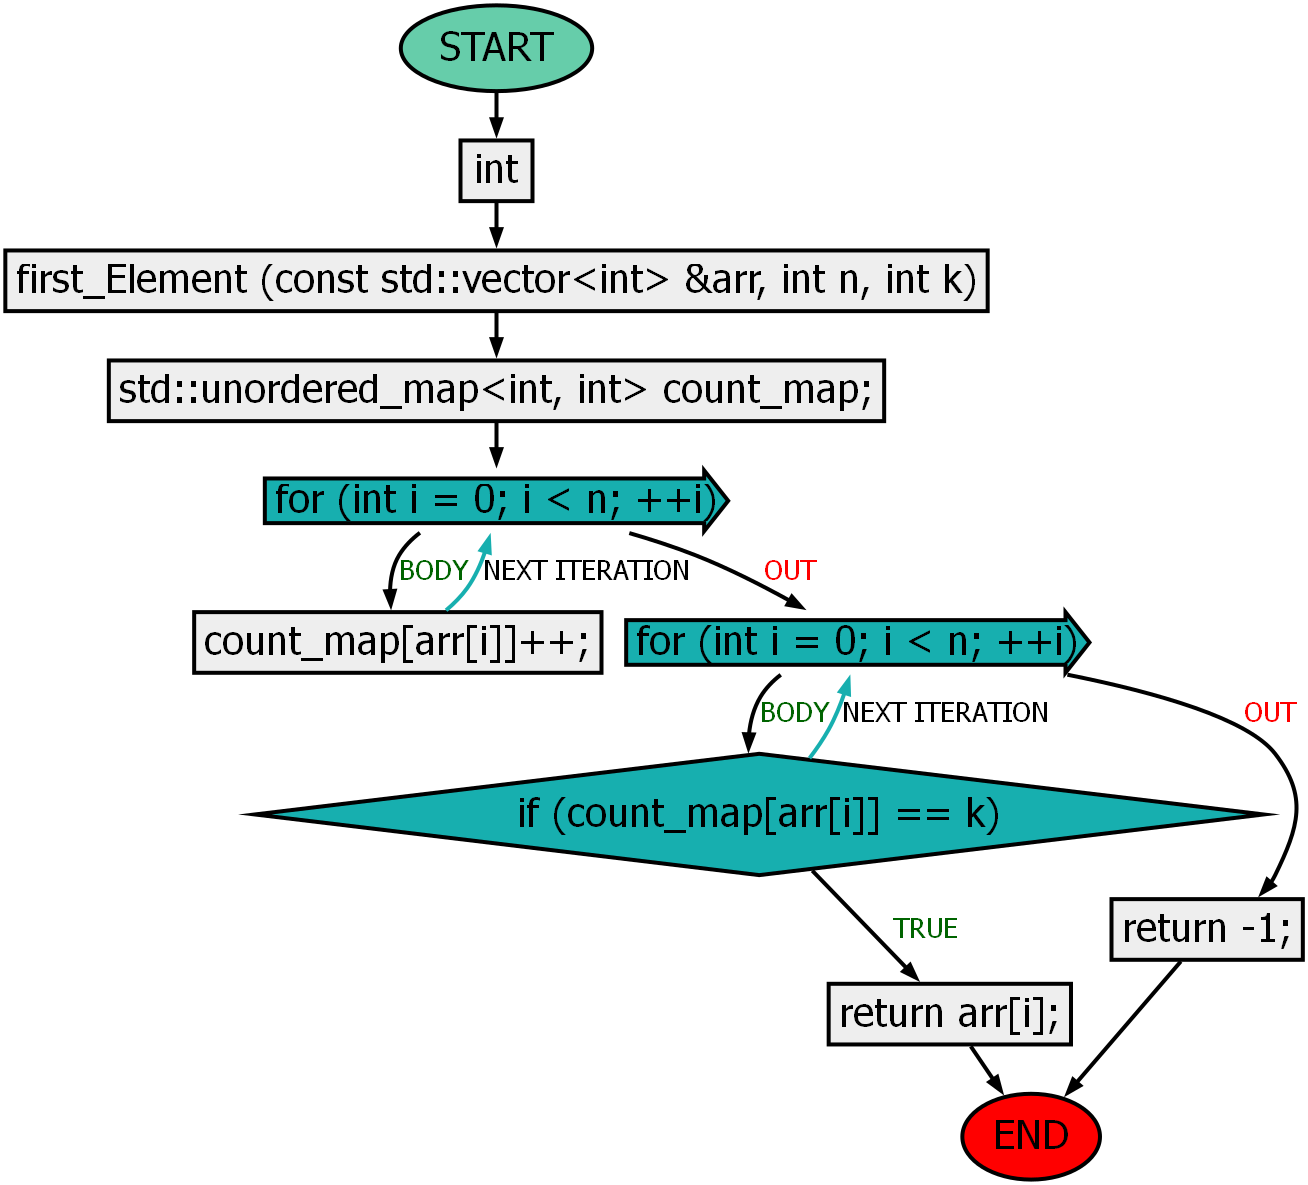 START
int
first_Element (const std::vector<int> &arr, int n, int k)
std::unordered_map<int, int> count_map;
for (int i = 0; i < n; ++i)
BODY
NEXT ITERATION
OUT
count_map[arr[i]]++;
for (int i = 0; i < n; ++i)
BODY
NEXT ITERATION
OUT
if (count_map[arr[i]] == k)
TRUE
return -1;
return arr[i];
END